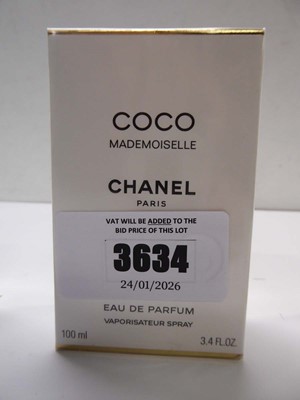 COCO
MADEMOISELLE
CHANEL
PARIS
VAT WILL BE ADDED TO THE
BID PRICE OF THIS LOT
3634
24/01/2026
EAU DE PARFUM
VAPORISATEUR SPRAY
100 ml 3.4 FL.OZ.